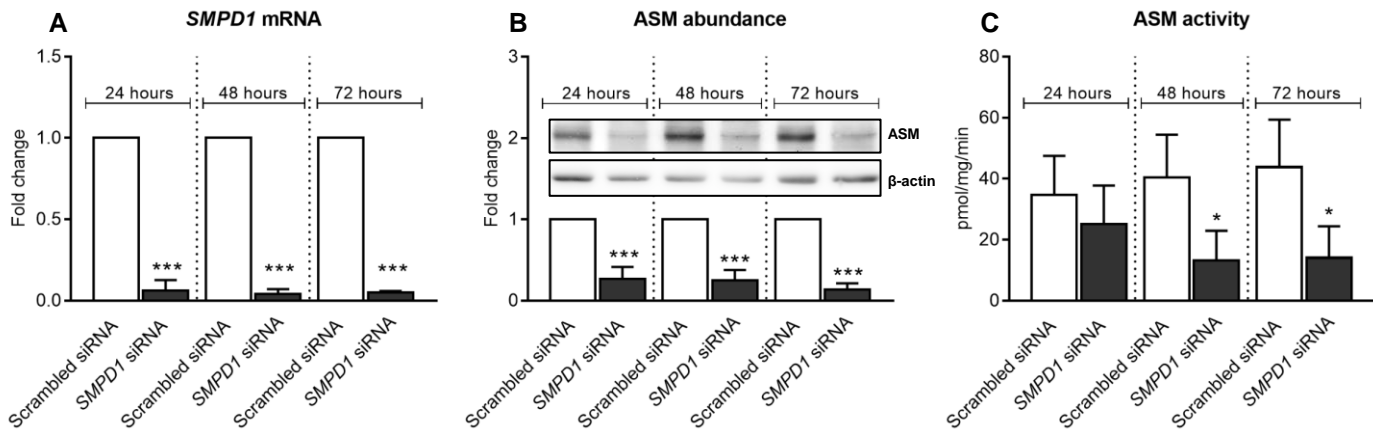 A
SMPD1 mRNA
Fold change
1.5
1.0
0.5
0.0
24 hours
48 hours
72 hours
***
***
***
Scrambled siRNA
SMPD1 siRNA
Scrambled siRNA
SMPD1 siRNA
Scrambled siRNA
SMPD1 siRNA
B
ASM abundance
Fold change
3
2
1
0
24 hours
48 hours
72 hours
ASM
β-actin
***
***
***
Scrambled siRNA
SMPD1 siRNA
Scrambled siRNA
SMPD1 siRNA
Scrambled siRNA
SMPD1 siRNA
C
ASM activity
pmol/mg/min
80
60
40
20
0
24 hours
48 hours
72 hours
*
*
Scrambled siRNA
SMPD1 siRNA
Scrambled siRNA
SMPD1 siRNA
Scrambled siRNA
SMPD1 siRNA